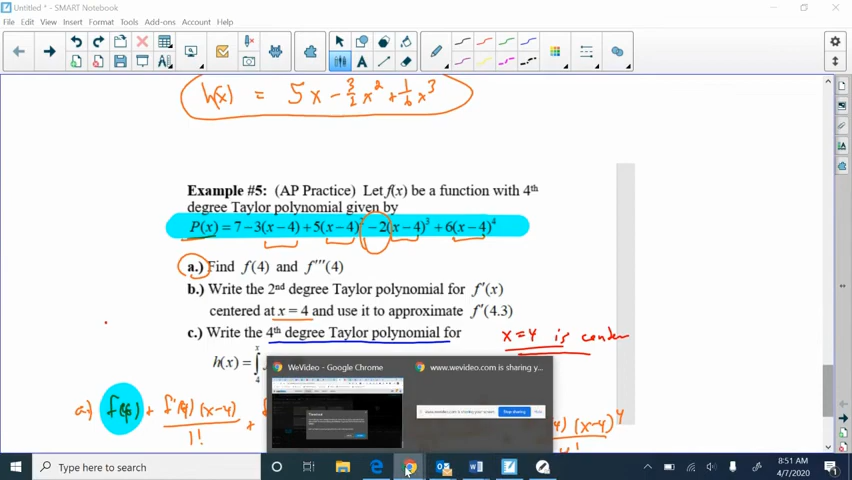 Untitled * - SMART Notebook
File Edit View Insert Format Tools Add-ons Account Help
h(x) = 5x - 3/2 x² + 1/6 x³
Example #5: (AP Practice) Let f(x) be a function with 4th
degree Taylor polynomial given by
P(x) = 7 - 3(x-4) + 5(x-4)² - 2(x-4)³ + 6(x-4)⁴
a.) Find f(4) and f'''(4)
b.) Write the 2nd degree Taylor polynomial for f'(x)
centered at x = 4 and use it to approximate f'(4.3)
c.) Write the 4th degree Taylor polynomial for
x=4 is center
h(x) = ∫
x
4
WeVideo - Google Chrome
www.wevideo.com is sharing y...
Stop sharing
a) f(4) + f'(4)(x-4)/1! +
(x-4)⁴
Type here to search
8:51 AM
4/7/2020